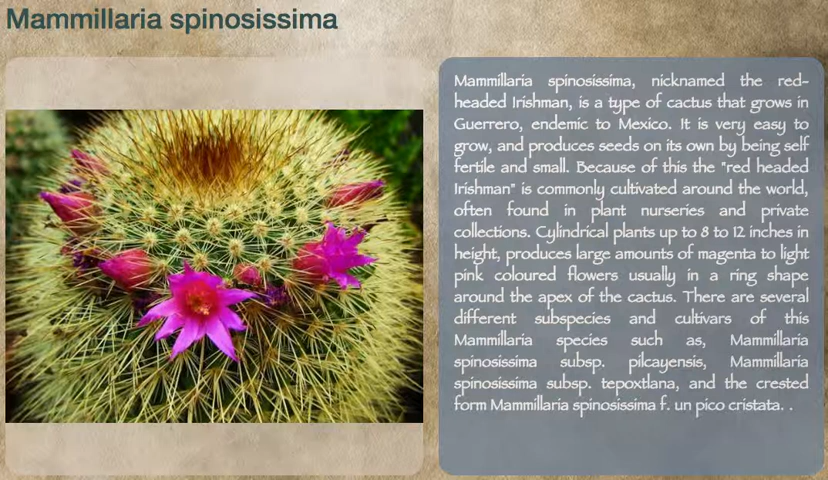 Mammillaria spinosissima
Mammillaria spinosissima, nicknamed the red-
headed Irishman, is a type of cactus that grows in
Guerrero, endemic to Mexico. It is very easy to
grow, and produces seeds on its own by being self
fertile and small. Because of this the "red headed
Irishman" is commonly cultivated around the world,
often found in plant nurseries and private
collections. Cylindrical plants up to 8 to 12 inches in
height, produces large amounts of magenta to light
pink coloured flowers usually in a ring shape
around the apex of the cactus. There are several
different subspecies and cultivars of this
Mammillaria species such as, Mammillaria
spinosissima subsp. pilcayensis, Mammillaria
spinosissima subsp. tepoxtlana, and the crested
form Mammillaria spinosissima f. un pico cristata. .